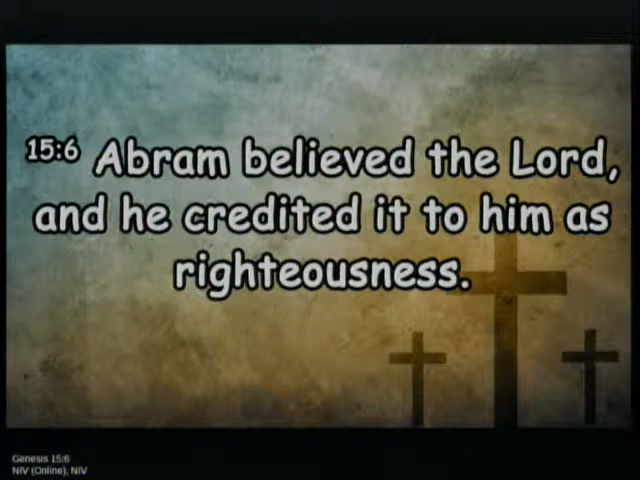 15:6 Abram believed the Lord,
and he credited it to him as
righteousness.
Genesis 15:6
NIV (Online), NIV